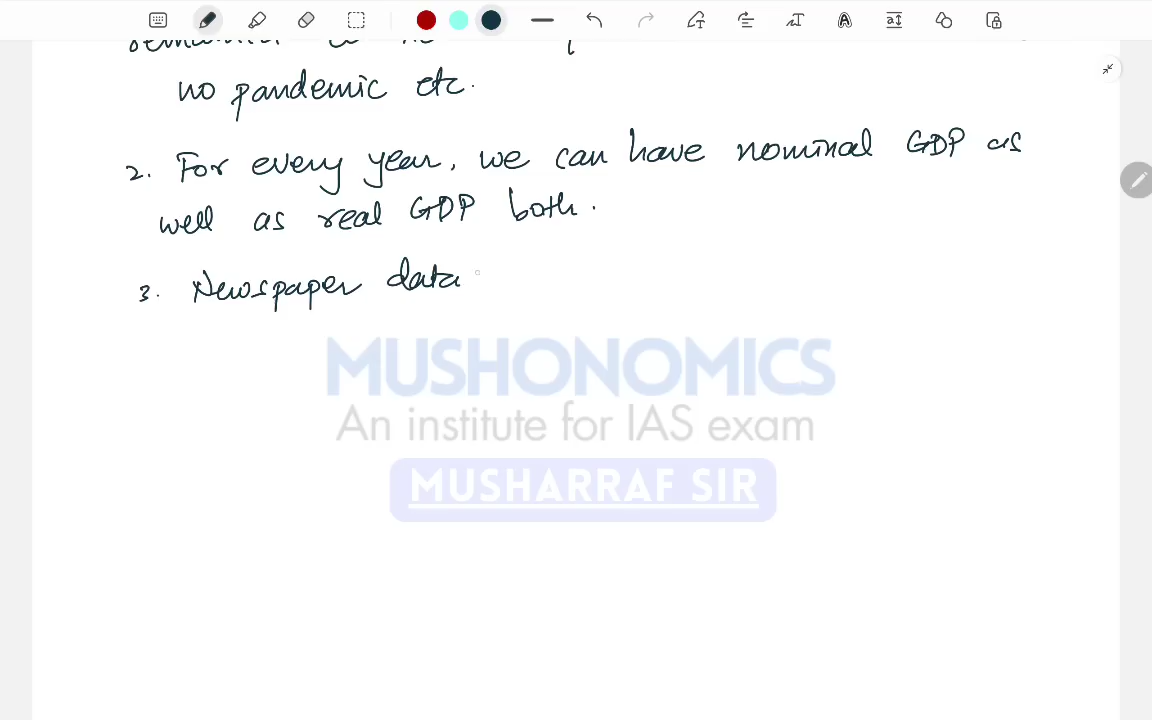 no pandemic etc.
2. For every year, we can have nominal GDP as
well as real GDP both.
3. Newspaper data
MUSHONOMICS
An institute for IAS exam
MUSHARRAF SIR